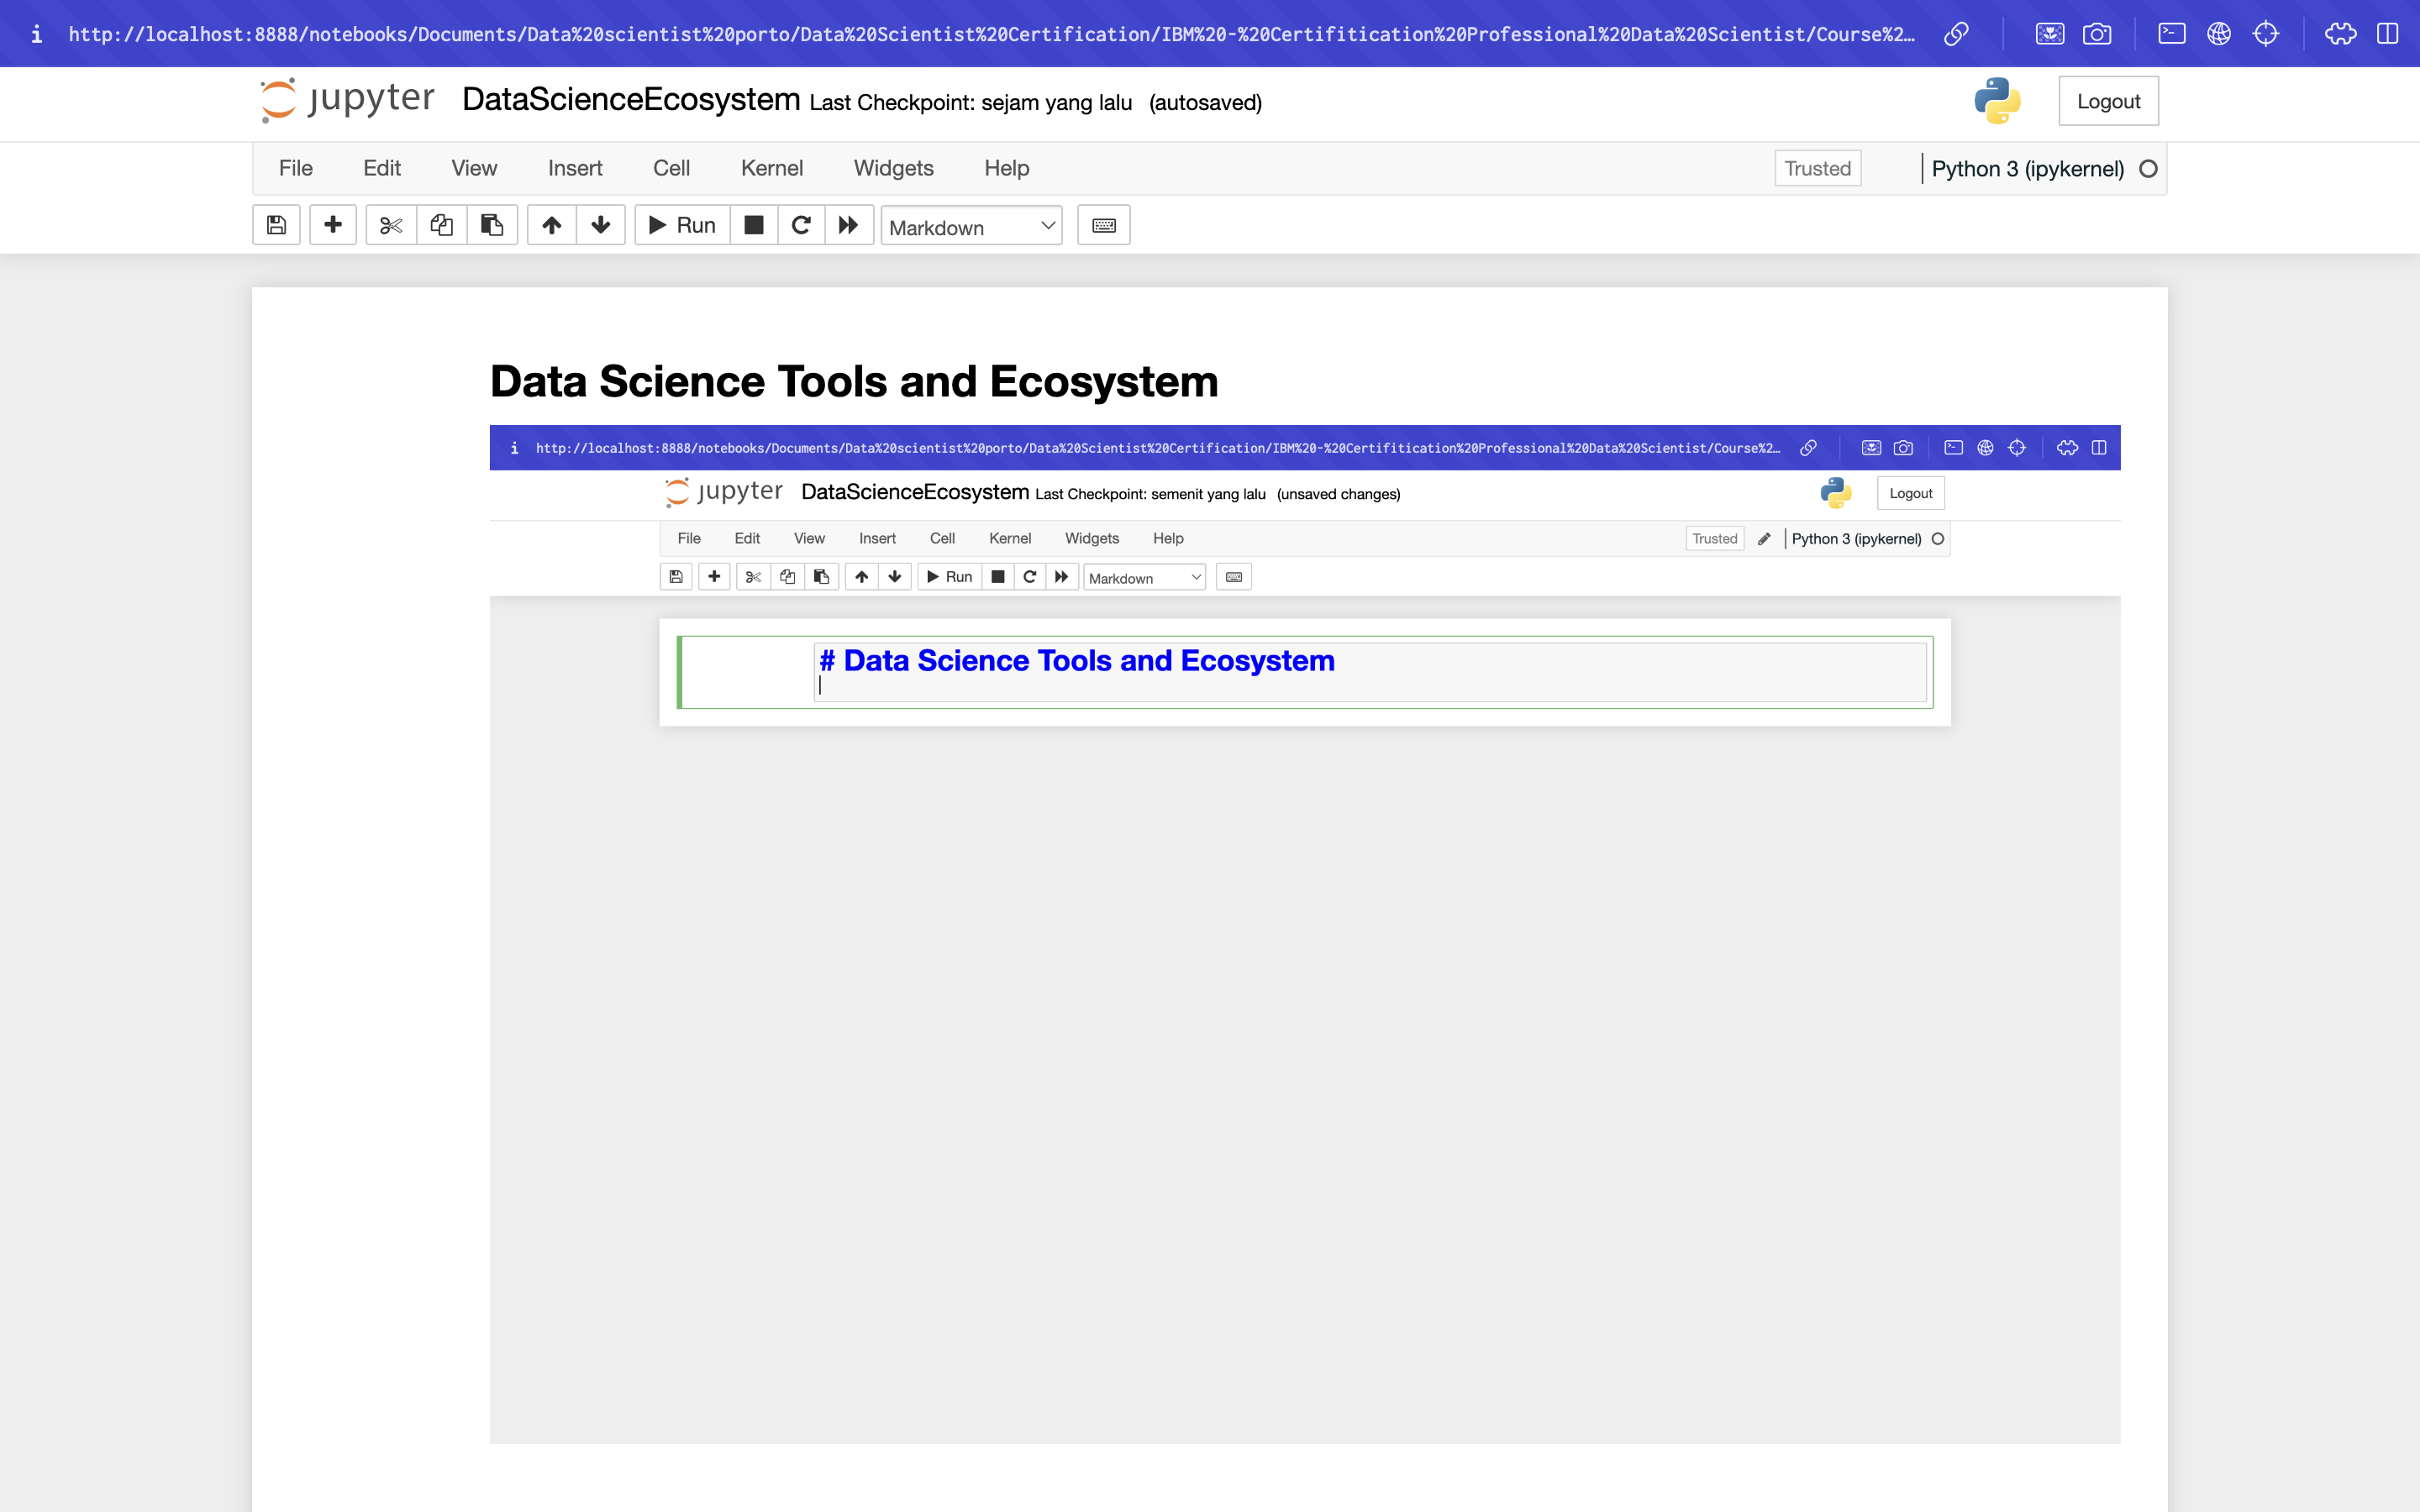 http://localhost:8888/notebooks/Documents/Data%20scientist%20porto/Data%20Scientist%20Certification/IBM%20-%20Certifitication%20Professional%20Data%20Scientist/Course%2...
jupyter DataScienceEcosystem Last Checkpoint: sejam yang lalu (autosaved) Logout
File Edit View Insert Cell Kernel Widgets Help Trusted Python 3 (ipykernel)
Run Markdown
Data Science Tools and Ecosystem
http://localhost:8888/notebooks/Documents/Data%20scientist%20porto/Data%20Scientist%20Certification/IBM%20-%20Certifitication%20Professional%20Data%20Scientist/Course%2...
jupyter DataScienceEcosystem Last Checkpoint: semenit yang lalu (unsaved changes) Logout
File Edit View Insert Cell Kernel Widgets Help Trusted Python 3 (ipykernel)
Run Markdown
# Data Science Tools and Ecosystem